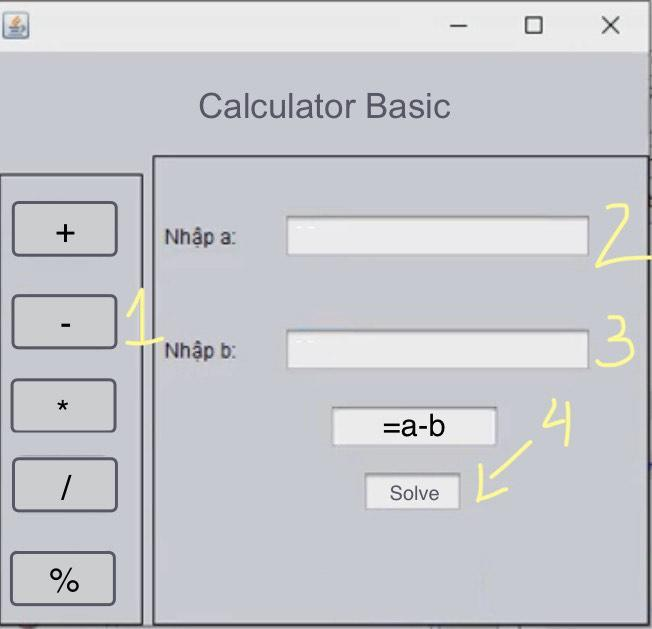 Calculator Basic
+
Nhập a:
2
-
1
Nhập b:
3
*
=a-b
4
/
Solve
%